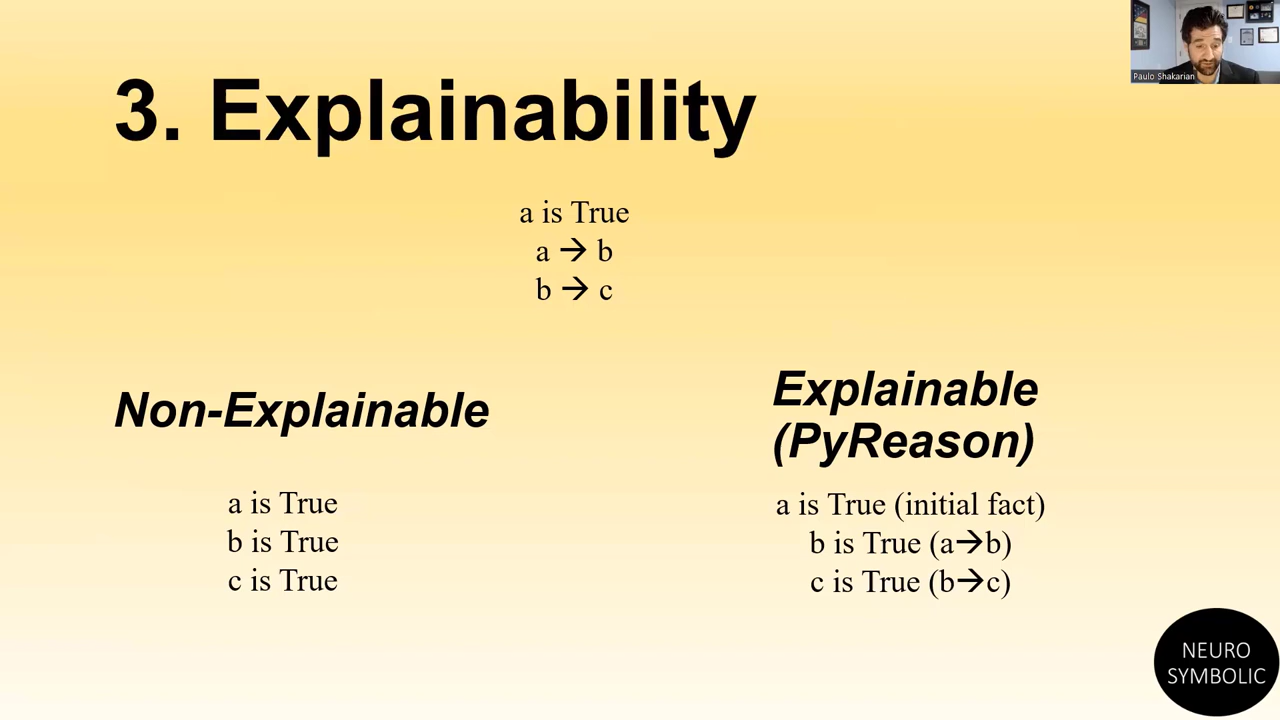 Paulo Shakarian
3. Explainability
a is True
a → b
b → c
Non-Explainable
a is True
b is True
c is True
Explainable
(PyReason)
a is True (initial fact)
b is True (a→b)
c is True (b→c)
NEURO
SYMBOLIC